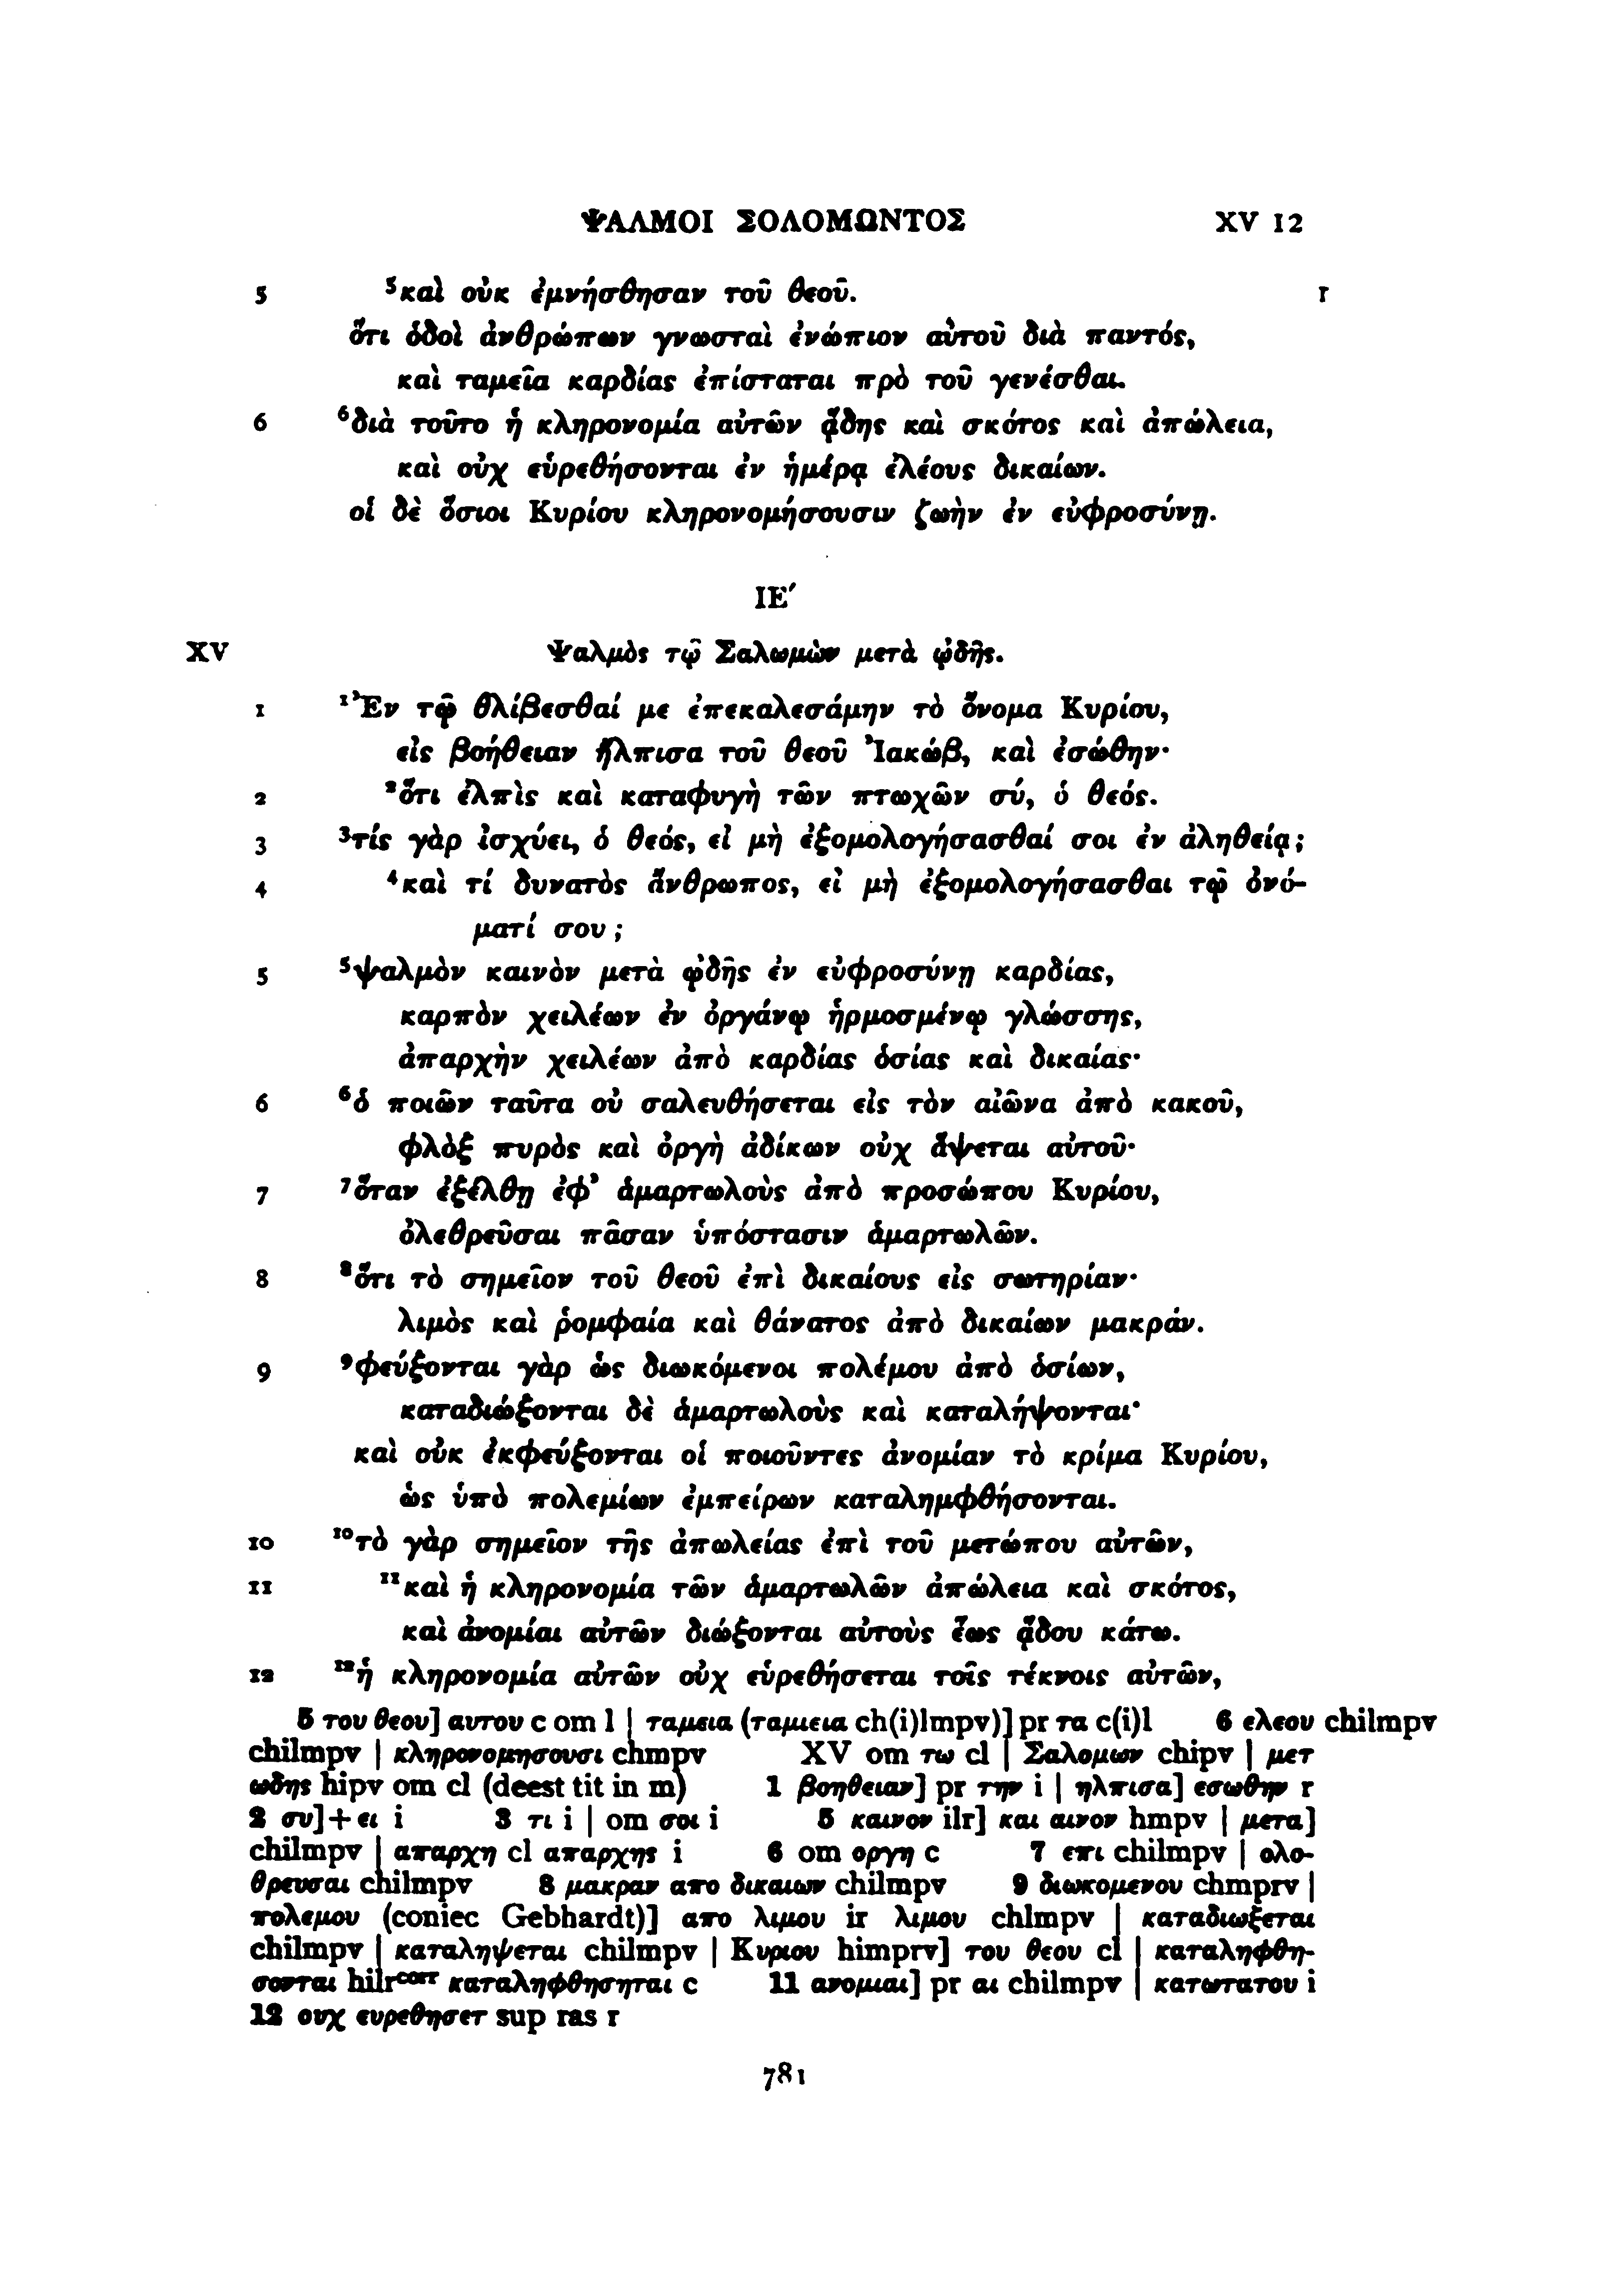 ΨΑΛΜΟΙ ΣΟΛΟΜΩΝΤΟΣ XV 12
5 ⁵καὶ οὐκ ἐμνήσθησαν τοῦ θεοῦ. r
ὅτι ὁδοὶ ἀνθρώπων γνωσταὶ ἐνώπιον αὐτοῦ διὰ παντός,
καὶ ταμεῖα καρδίας ἐπίσταται πρὸ τοῦ γενέσθαι.
6 ⁶διὰ τοῦτο ἡ κληρονομία αὐτῶν ᾅδης καὶ σκότος καὶ ἀπώλεια,
καὶ οὐχ εὑρεθήσονται ἐν ἡμέρᾳ ἐλέους δικαίων.
οἱ δὲ ὅσιοι Κυρίου κληρονομήσουσιν ζωὴν ἐν εὐφροσύνῃ.
ΙΕ´
XV Ψαλμὸς τῷ Σαλωμὼν μετὰ ᾠδῆς.
1 ¹Ἐν τῷ θλίβεσθαί με ἐπεκαλεσάμην τὸ ὄνομα Κυρίου,
εἰς βοήθειαν ἤλπισα τοῦ θεοῦ Ἰακώβ, καὶ ἐσώθην·
2 ²ὅτι ἐλπὶς καὶ καταφυγὴ τῶν πτωχῶν σύ, ὁ θεός.
3 ³τίς γὰρ ἰσχύει, ὁ θεός, εἰ μὴ ἐξομολογήσασθαί σοι ἐν ἀληθείᾳ;
4 ⁴καὶ τί δυνατὸς ἄνθρωπος, εἰ μὴ ἐξομολογήσασθαι τῷ ὀνό-
ματί σου;
5 ⁵ψαλμὸν καινὸν μετὰ ᾠδῆς ἐν εὐφροσύνῃ καρδίας,
καρπὸν χειλέων ἐν ὀργάνῳ ἡρμοσμένῳ γλώσσης,
ἀπαρχὴν χειλέων ἀπὸ καρδίας ὁσίας καὶ δικαίας·
6 ⁶ὁ ποιῶν ταῦτα οὐ σαλευθήσεται εἰς τὸν αἰῶνα ἀπὸ κακοῦ,
φλὸξ πυρὸς καὶ ὀργὴ ἀδίκων οὐχ ἅψεται αὐτοῦ·
7 ⁷ὅταν ἐξέλθῃ ἐφ’ ἁμαρτωλοὺς ἀπὸ προσώπου Κυρίου,
ὀλεθρεῦσαι πᾶσαν ὑπόστασιν ἁμαρτωλῶν.
8 ⁸ὅτι τὸ σημεῖον τοῦ θεοῦ ἐπὶ δικαίους εἰς σωτηρίαν·
λιμὸς καὶ ῥομφαία καὶ θάνατος ἀπὸ δικαίων μακράν.
9 ⁹φεύξονται γὰρ ὡς διωκόμενοι πολέμου ἀπὸ ὁσίων,
καταδιώξονται δὲ ἁμαρτωλοὺς καὶ καταλήψονται·
καὶ οὐκ ἐκφεύξονται οἱ ποιοῦντες ἀνομίαν τὸ κρίμα Κυρίου,
ὡς ὑπὸ πολεμίων ἐμπείρων καταλημφθήσονται.
10 ¹⁰τὸ γὰρ σημεῖον τῆς ἀπωλείας ἐπὶ τοῦ μετώπου αὐτῶν,
11 ¹¹καὶ ἡ κληρονομία τῶν ἁμαρτωλῶν ἀπώλεια καὶ σκότος,
καὶ ἀνομίαι αὐτῶν διώξονται αὐτοὺς ἕως ᾅδου κάτω.
12 ¹²ἡ κληρονομία αὐτῶν οὐχ εὑρεθήσεται τοῖς τέκνοις αὐτῶν,
5 του θεου] αυτου c om l | ταμεια (ταμιεια ch(i)lmpv)] pr τα c(i)l 6 ελεου chilmpv
chilmpv | κληρονομησουσι chmpv XV om τω cl | Σαλομων chipv | μετ
ωδης hipv om cl (deest tit in m) 1 βοηθειαν] pr την i | ηλπισα] εσωθην r
2 συ]+ει i 3 τι i | om σοι i 5 καινον ilr] και αινον hmpv | μετα]
chilmpv | απαρχη cl απαρχης i 6 om οργη c 7 επι chilmpv | ολο-
θρευσαι chilmpv 8 μακραν απο δικαιων chilmpv 9 διωκομενου chmprv |
πολεμου (coniec Gebhardt)] απο λιμου ir λιμου chlmpv | καταδιωξεται
chilmpv | καταληψεται chilmpv | Κυριου himprv] του θεου cl | καταληφθη-
σονται hilrᶜᵒʳʳ καταληφθησηται c 11 ανομιαι] pr αι chilmpv | κατωτατου i
12 ουχ ευρεθησετ sup ras r
781